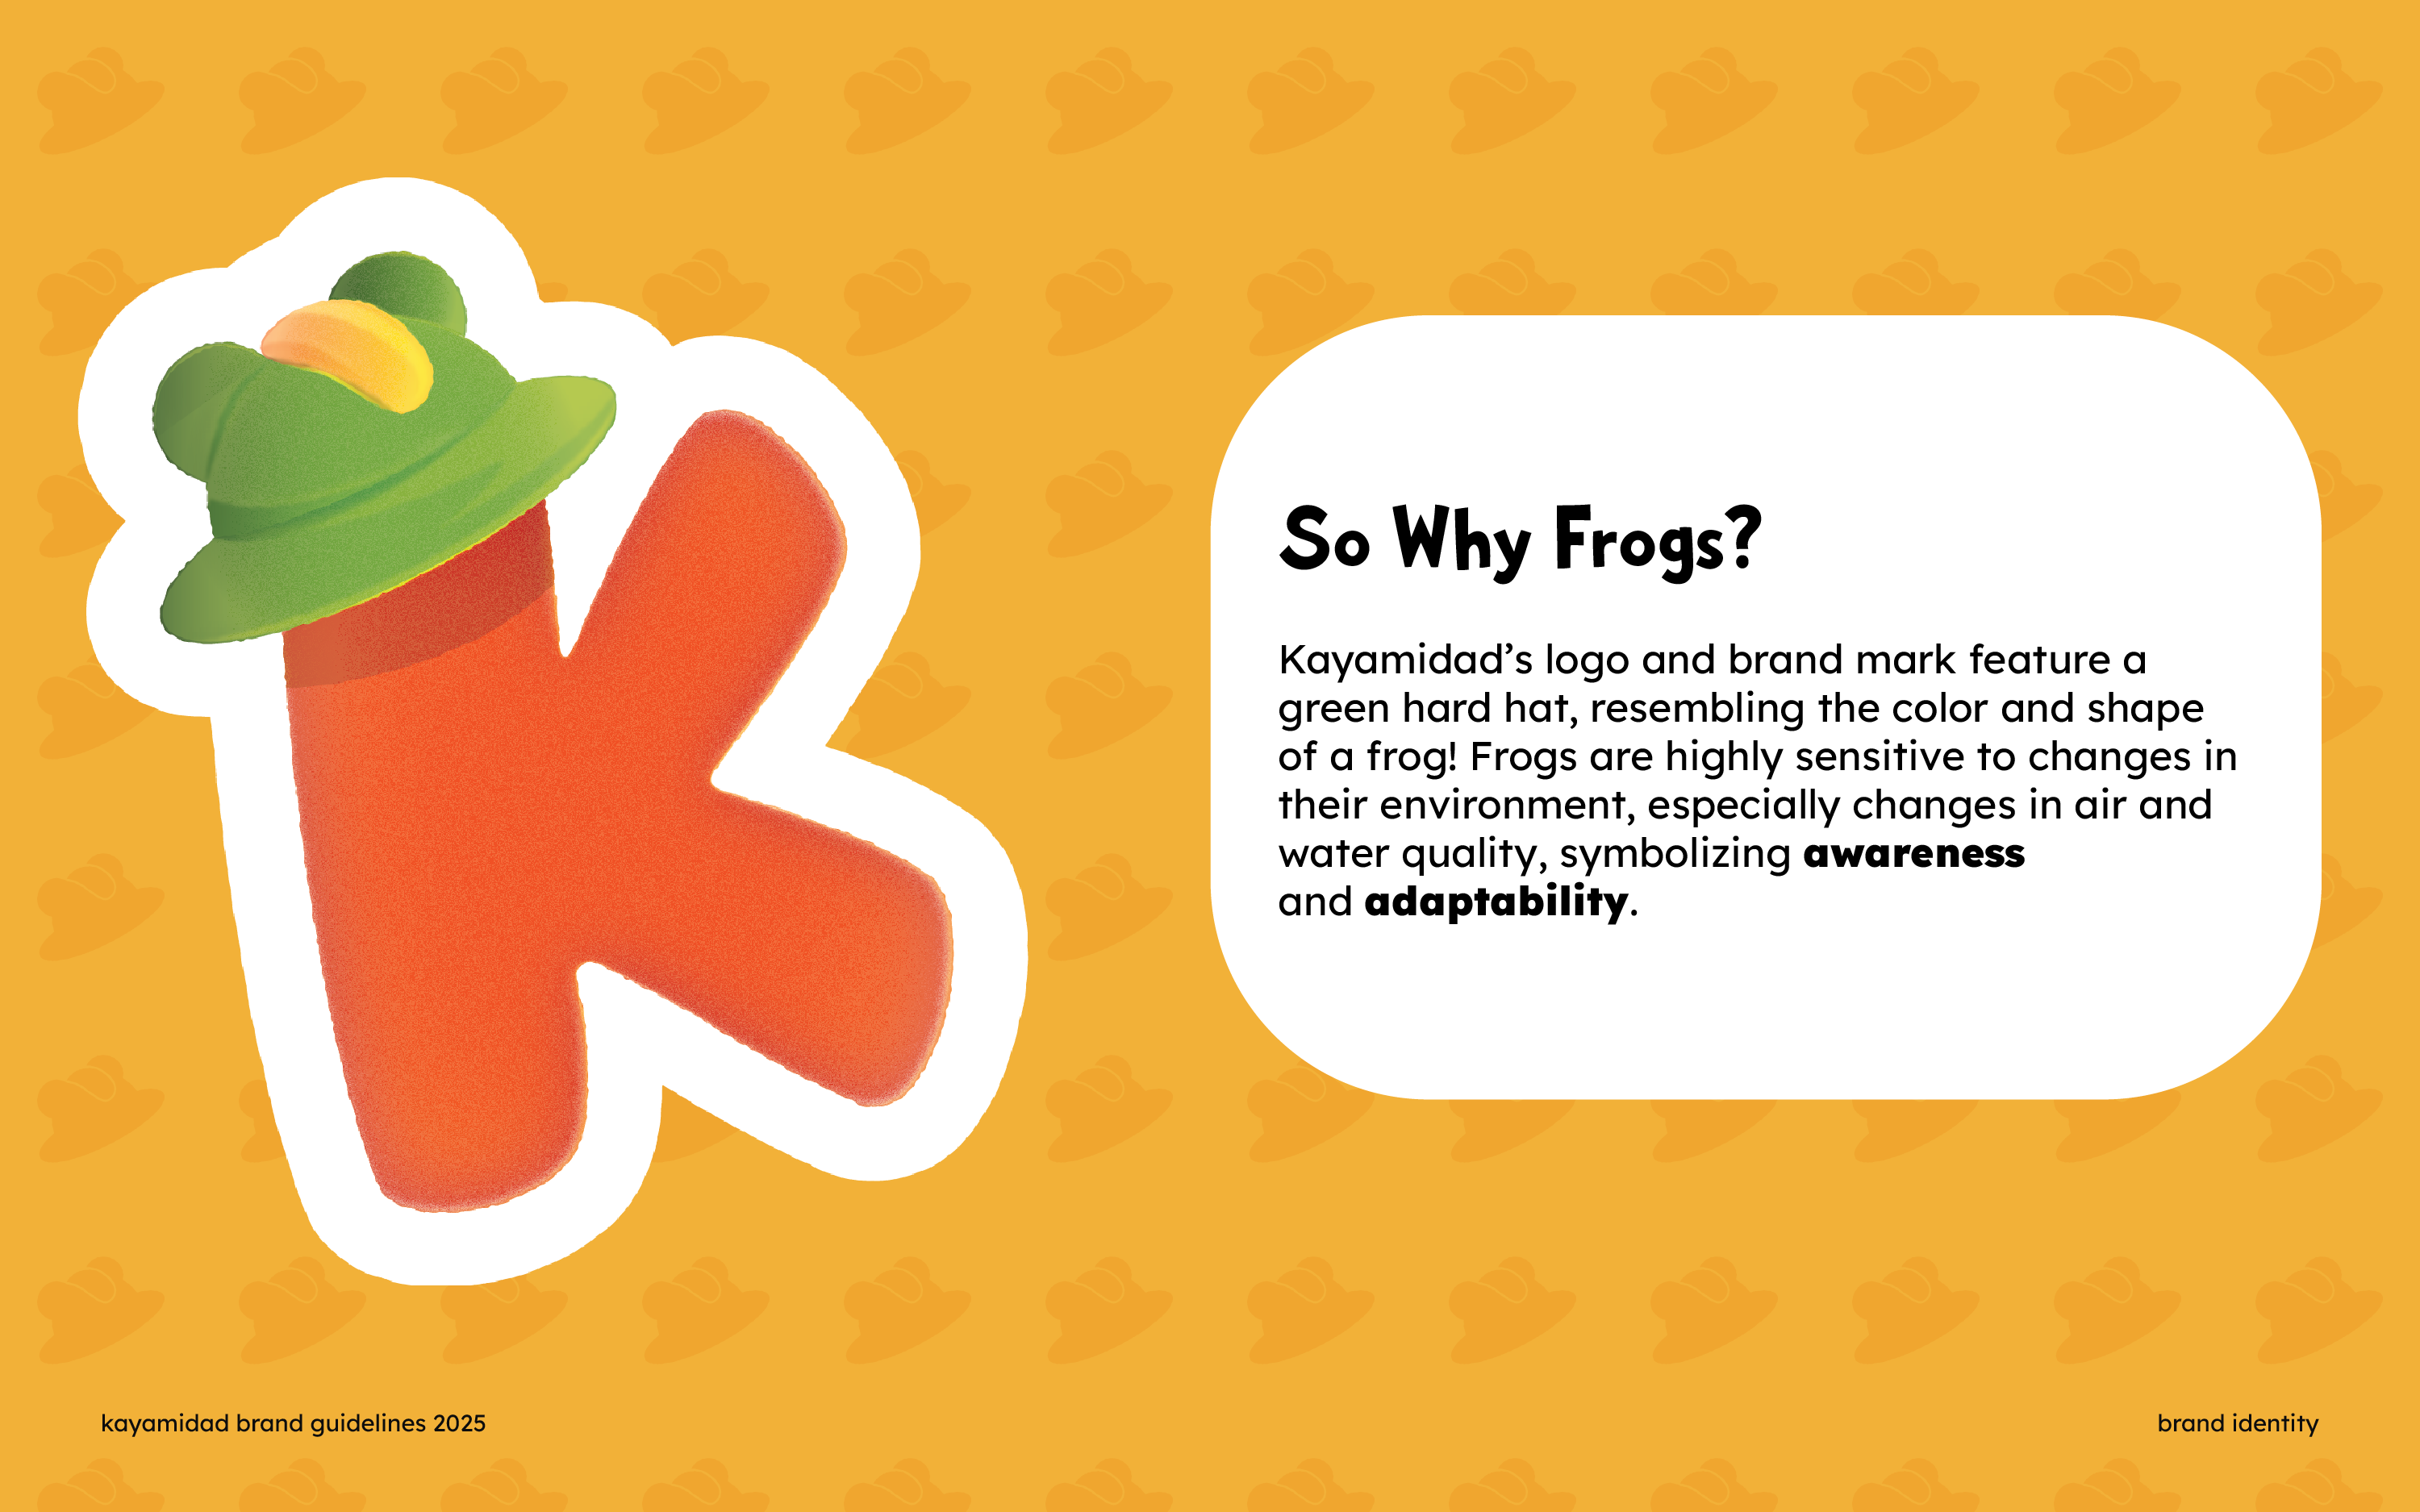 K
So Why Frogs?
Kayamidad’s logo and brand mark feature a
green hard hat, resembling the color and shape
of a frog! Frogs are highly sensitive to changes in
their environment, especially changes in air and
water quality, symbolizing awareness
and adaptability.
kayamidad brand guidelines 2025
brand identity